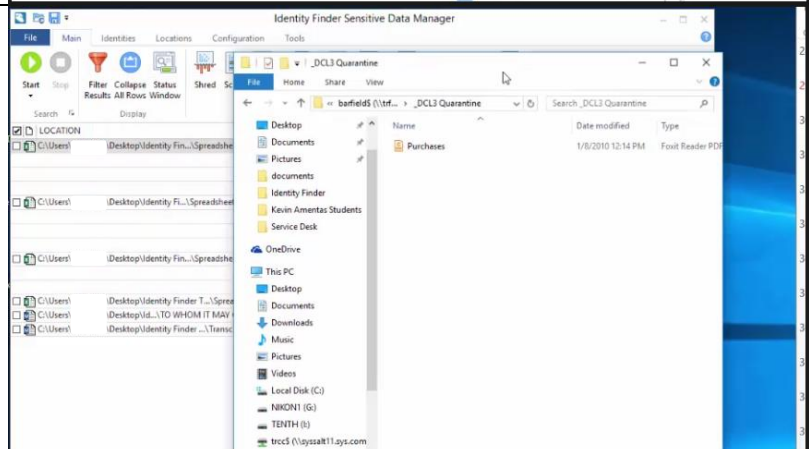 Identity Finder Sensitive Data Manager
File Main Identities Locations Configuration Tools
Start Stop Filter Results Collapse All Rows Status Window Shred Sc
Search Display
LOCATION
C:\Users\ \Desktop\Identity Fin...\Spreadshe
C:\Users\ \Desktop\Identity Fi...\Spreadsheet
C:\Users\ \Desktop\Identity Fin...\Spreadshe
C:\Users\ \Desktop\Identity Finder T...\Sprea
C:\Users\ \Desktop\Id...\TO WHOM IT MAY
C:\Users\ \Desktop\Identity Finder ...\Transc
_DCL3 Quarantine
File Home Share View
« barfield$ (\\trf... > _DCL3 Quarantine Search _DCL3 Quarantine
Name Date modified Type
Purchases 1/8/2010 12:14 PM Foxit Reader PDF
Desktop
Documents
Pictures
documents
Identity Finder
Kevin Amentas Students
Service Desk
OneDrive
This PC
Desktop
Documents
Downloads
Music
Pictures
Videos
Local Disk (C:)
NIKON1 (G:)
TENTH (I:)
trcc$ (\\syssalt11.sys.com